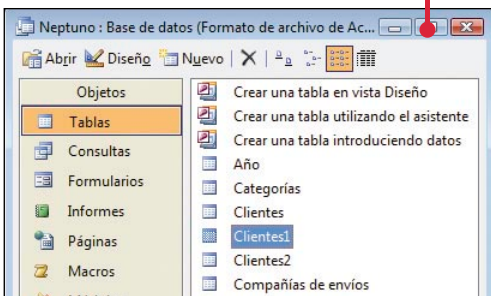 Neptuno : Base de datos (Formato de archivo de Ac...
Abrir Diseño Nuevo
Objetos
Tablas
Consultas
Formularios
Informes
Páginas
Macros
Crear una tabla en vista Diseño
Crear una tabla utilizando el asistente
Crear una tabla introduciendo datos
Año
Categorías
Clientes
Clientes1
Clientes2
Compañías de envíos